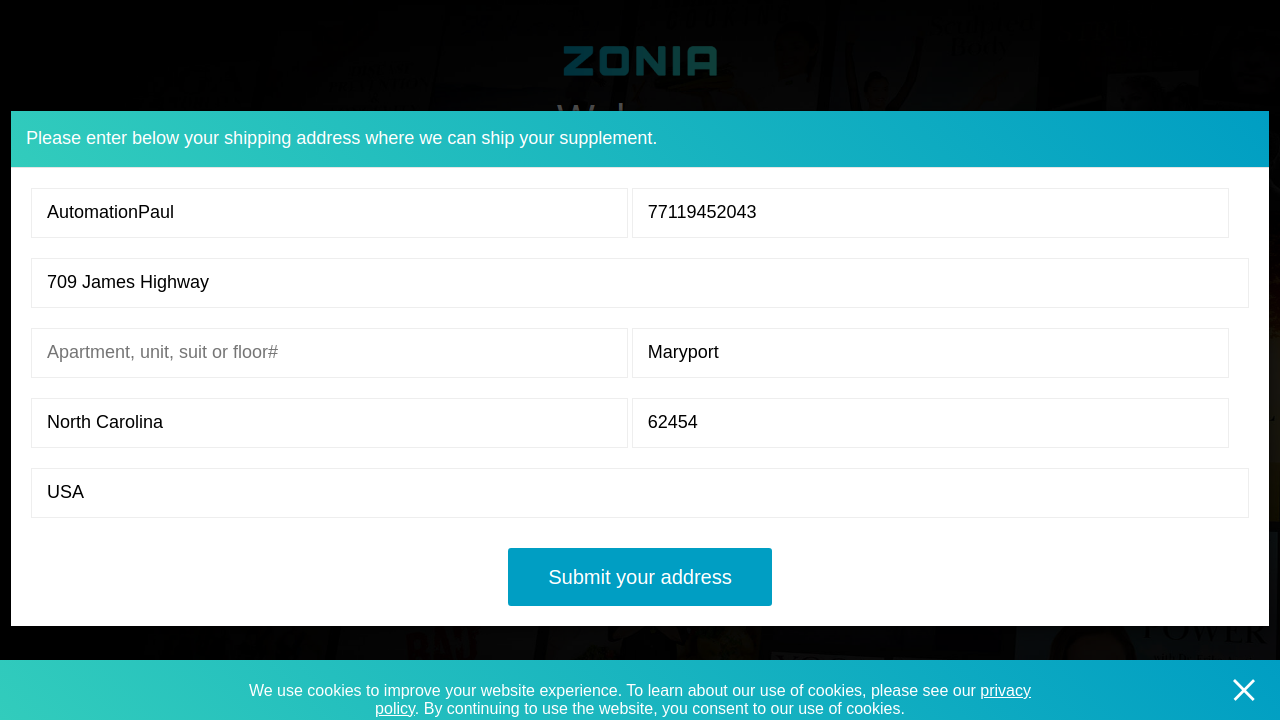 ZONIA
Please enter below your shipping address where we can ship your supplement.
AutomationPaul
77119452043
709 James Highway
Apartment, unit, suit or floor#
Maryport
North Carolina
62454
USA
Submit your address
POWER
We use cookies to improve your website experience. To learn about our use of cookies, please see our privacy
policy. By continuing to use the website, you consent to our use of cookies.